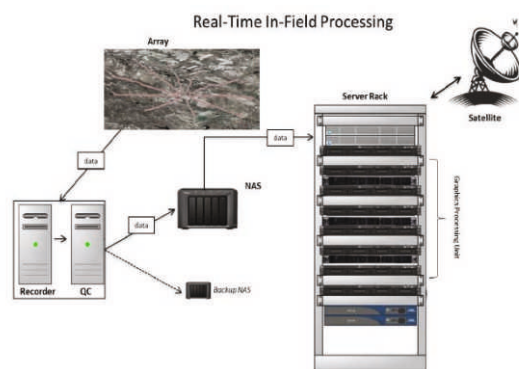 Real-Time In-Field Processing
Array
Server Rack
Satellite
data
NAS
data
data
Graphics Processing Unit
Recorder
QC
Backup NAS